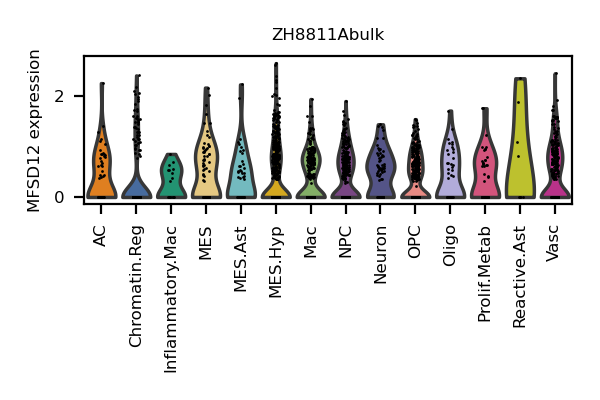 ZH8811Abulk
MFSD12 expression
2
0
AC
Chromatin.Reg
Inflammatory.Mac
MES
MES.Ast
MES.Hyp
Mac
NPC
Neuron
OPC
Oligo
Prolif.Metab
Reactive.Ast
Vasc